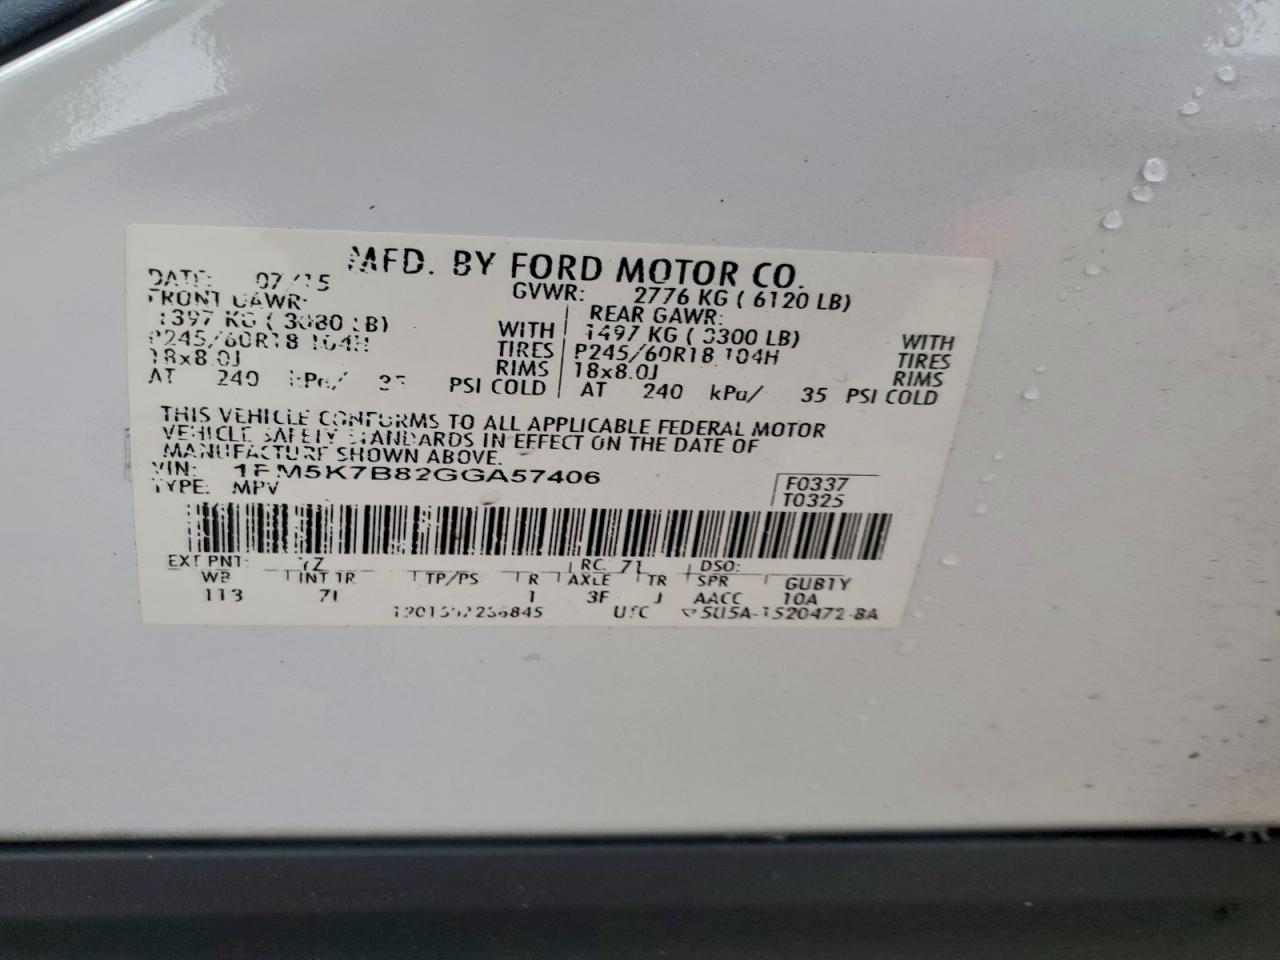 MFD. BY FORD MOTOR CO.
DATE: 07/15 GVWR: 2776 KG ( 6120 LB)
FRONT GAWR: REAR GAWR:
1397 KG ( 3080 LB) WITH 1497 KG ( 3300 LB) WITH
P245/60R18 104H TIRES P245/60R18 104H TIRES
18x8.0J RIMS 18x8.0J RIMS
AT 240 kPa/ 35 PSI COLD AT 240 kPa/ 35 PSI COLD
THIS VEHICLE CONFORMS TO ALL APPLICABLE FEDERAL MOTOR
VEHICLE SAFETY STANDARDS IN EFFECT ON THE DATE OF
MANUFACTURE SHOWN ABOVE.
VIN: 1FM5K7B82GGA57406 F0337
TYPE: MPV T0325
EXT PNT: YZ RC: 71 DSO:
WB INT TR TP/PS R AXLE TR SPR GUB1Y
113 7I 1 3F J AACC 10A
UTC 5U5A-1520472-BA